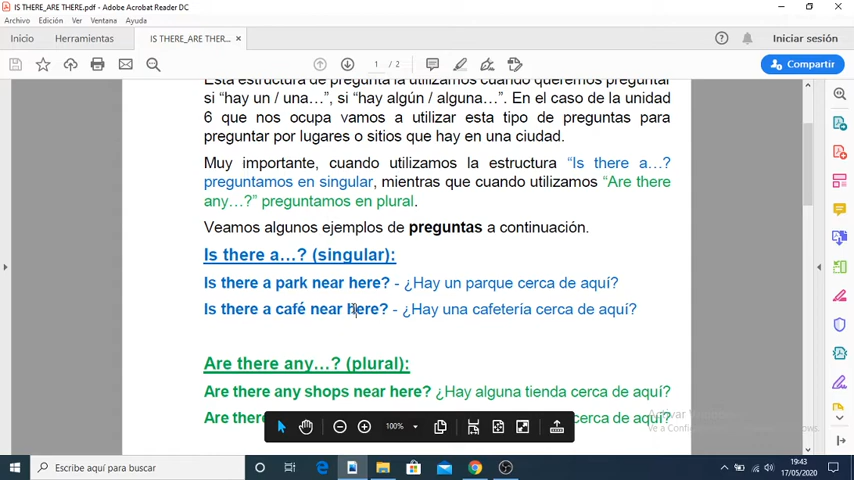 IS THERE_ARE THERE.pdf - Adobe Acrobat Reader DC
Archivo Edición Ver Ventana Ayuda
Inicio Herramientas IS THERE_ARE THER...
Iniciar sesión
1 / 2
Compartir
Esta estructura de pregunta la utilizamos cuando queremos preguntar
si “hay un / una…”, si “hay algún / alguna…”. En el caso de la unidad
6 que nos ocupa vamos a utilizar esta tipo de preguntas para
preguntar por lugares o sitios que hay en una ciudad.
Muy importante, cuando utilizamos la estructura “Is there a…?
preguntamos en singular, mientras que cuando utilizamos “Are there
any…?” preguntamos en plural.
Veamos algunos ejemplos de preguntas a continuación.
Is there a…? (singular):
Is there a park near here? - ¿Hay un parque cerca de aquí?
Is there a café near here? - ¿Hay una cafetería cerca de aquí?
Are there any…? (plural):
Are there any shops near here? ¿Hay alguna tienda cerca de aquí?
Are there cerca de aquí?
100%
Activar Windows
Ve a
Escribe aquí para buscar
19:43
17/05/2020